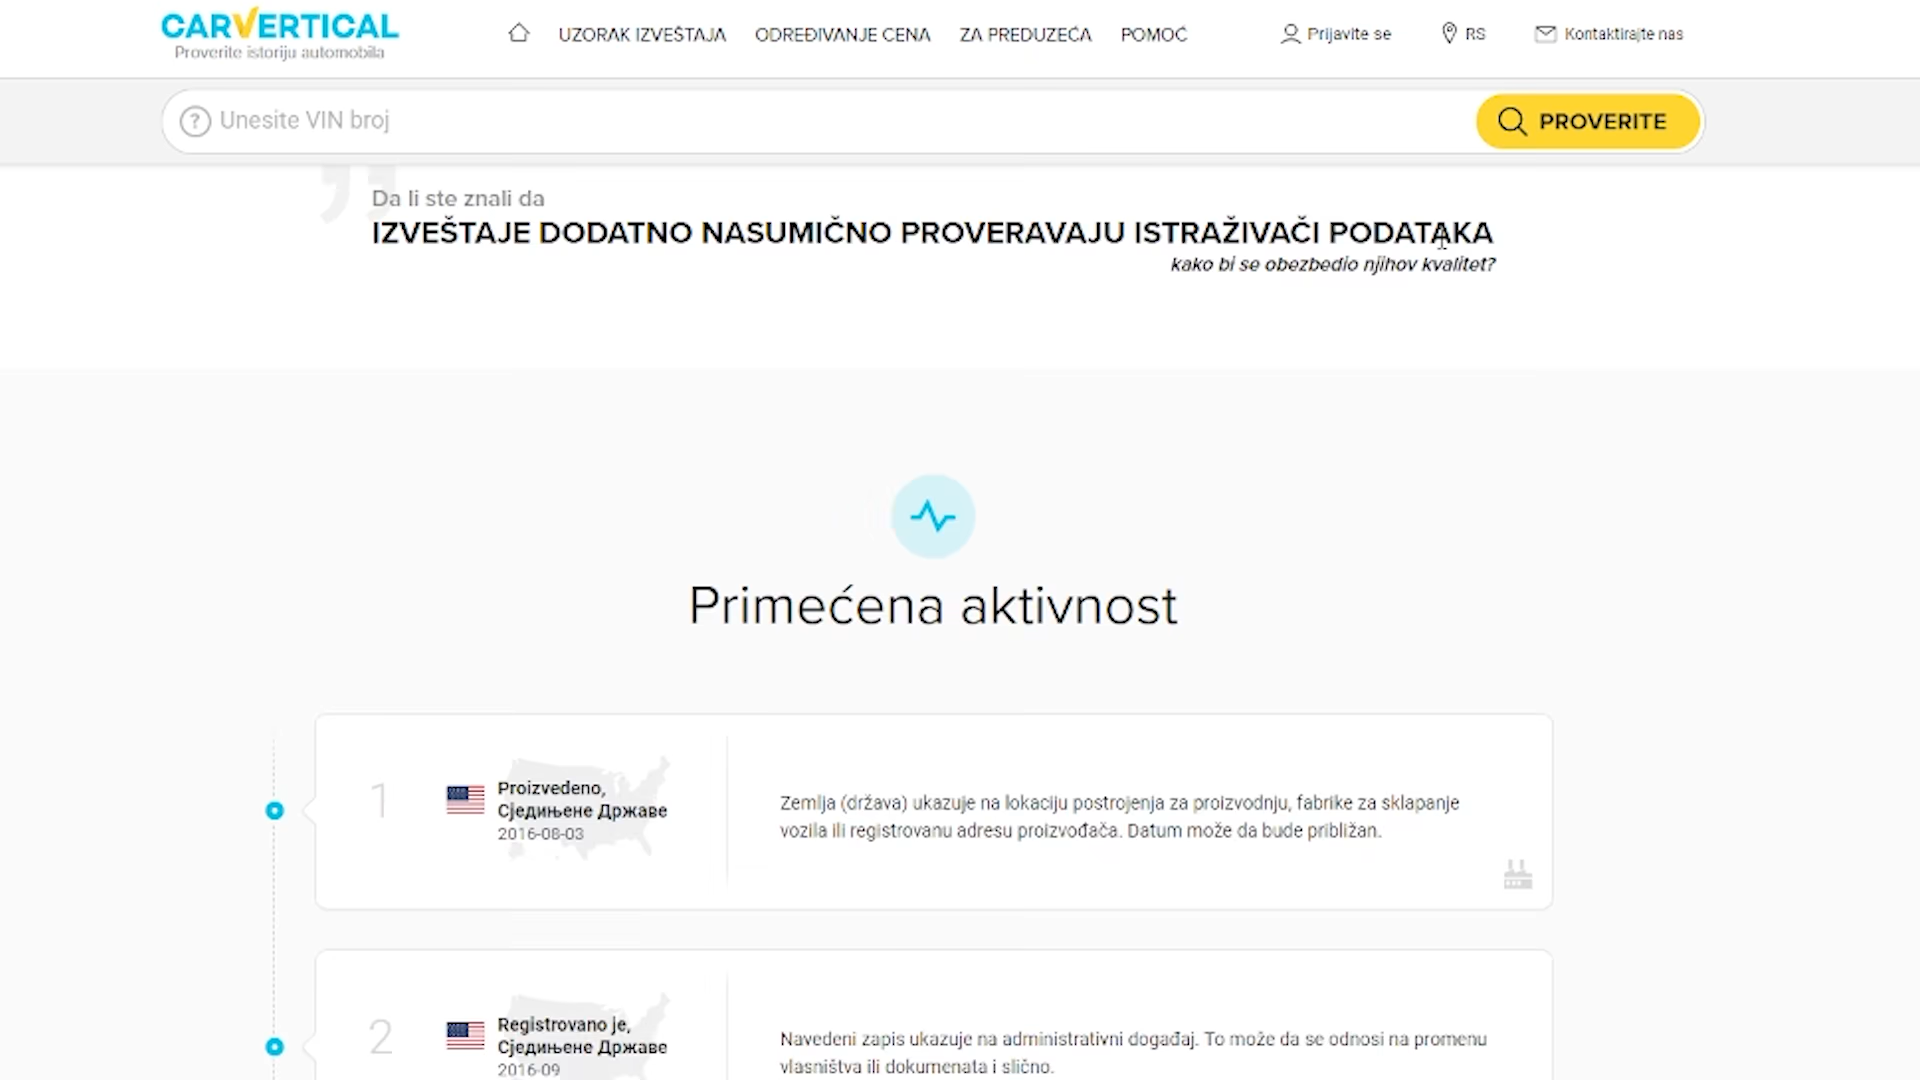 CARVERTICAL
Proverite istoriju automobila
UZORAK IZVEŠTAJA
ODREĐIVANJE CENA
ZA PREDUZEĆA
POMOĆ
Prijavite se
RS
Kontaktirajte nas
? Unesite VIN broj
PROVERITE
Da li ste znali da
IZVEŠTAJE DODATNO NASUMIČNO PROVERAVAJU ISTRAŽIVAČI PODATAKA
kako bi se obezbedio njihov kvalitet?
Primećena aktivnost
1
Proizvedeno,
Сједињене Државе
2016-08-03
Zemlja (država) ukazuje na lokaciju postrojenja za proizvodnju, fabrike za sklapanje
vozila ili registrovanu adresu proizvođača. Datum može da bude približan.
2
Registrovano je,
Сједињене Државе
2016-09
Navedeni zapis ukazuje na administrativni događaj. To može da se odnosi na promenu
vlasništva ili dokumenata i slično.